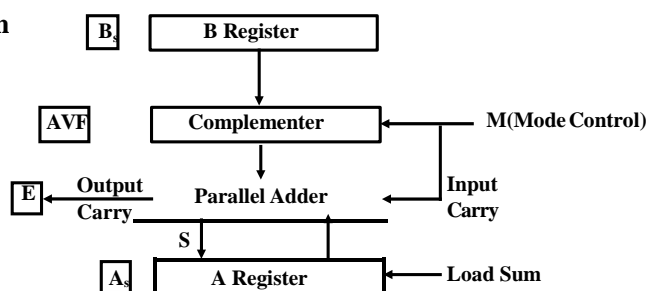 n
Bs B Register
AVF Complementer M(Mode Control)
E Output Carry Parallel Adder Input Carry
S
As A Register Load Sum